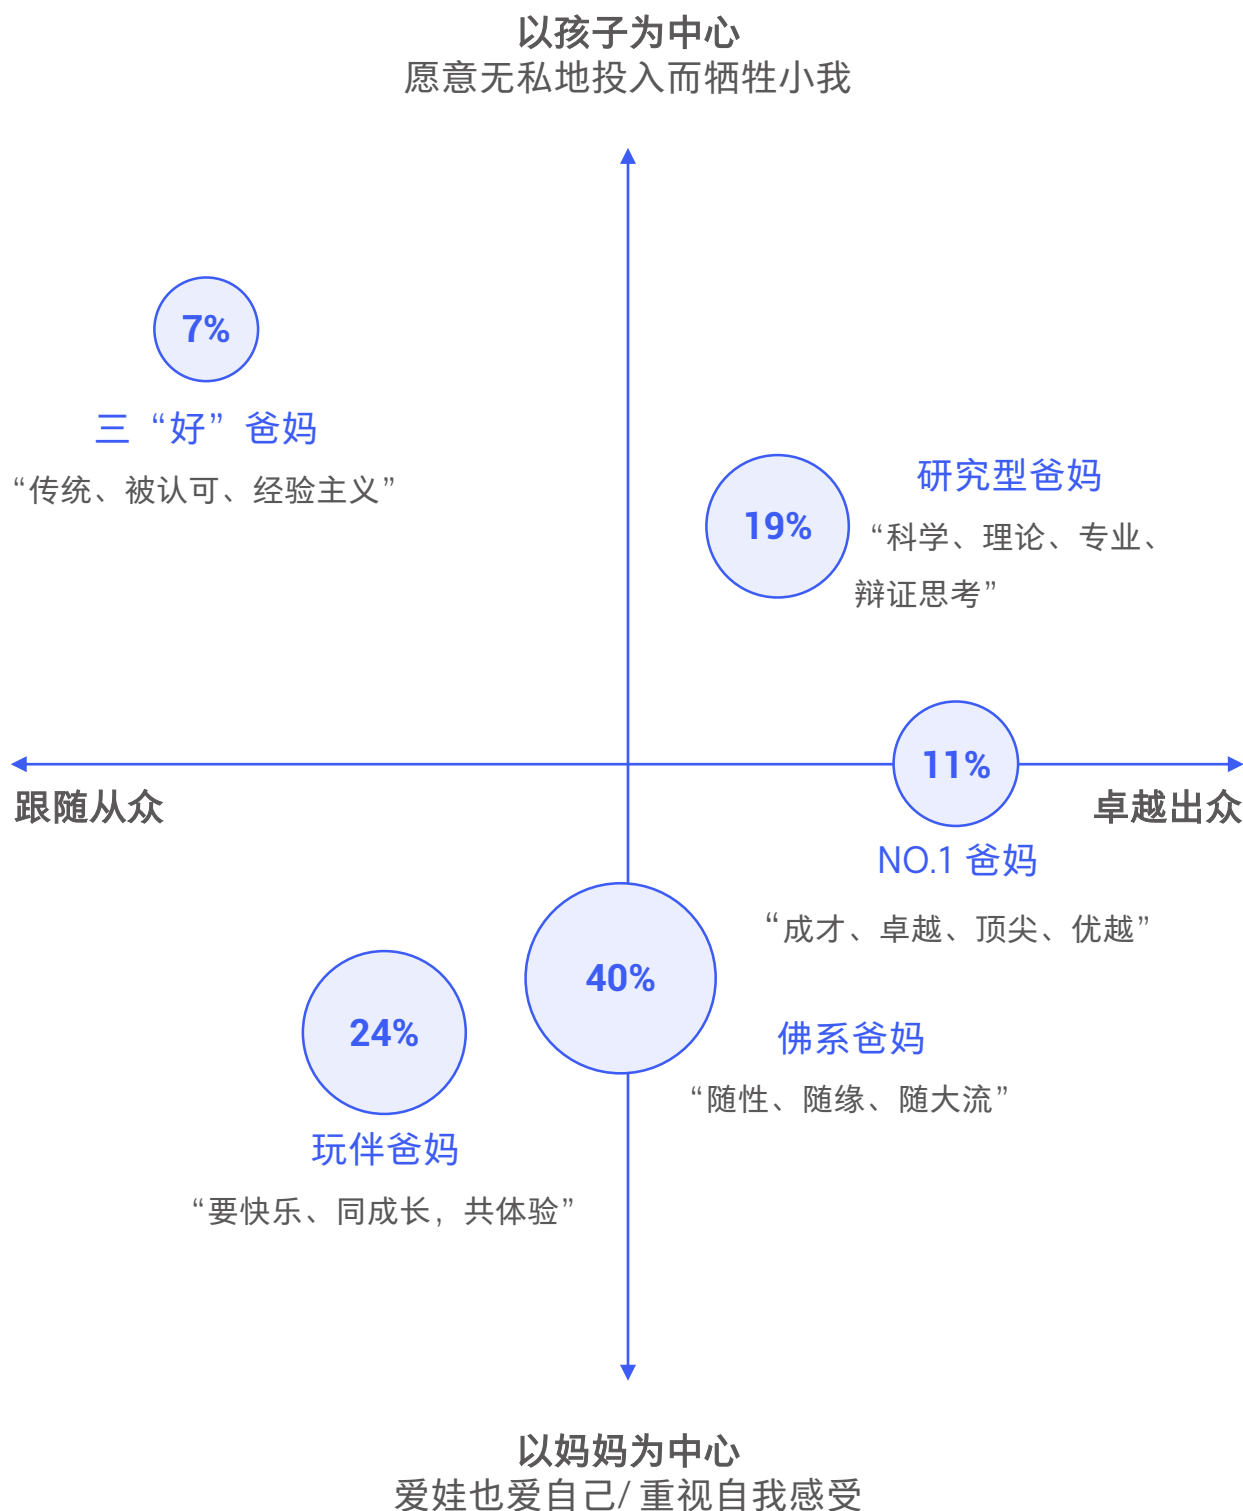 以孩子为中心
愿意无私地投入而牺牲小我
7%
三“好”爸妈
“传统、被认可、经验主义”
19%
研究型爸妈
“科学、理论、专业、
辩证思考”
11%
跟随从众
卓越出众
NO.1 爸妈
“成才、卓越、顶尖、优越”
40%
佛系爸妈
“随性、随缘、随大流”
24%
玩伴爸妈
“要快乐、同成长，共体验”
以妈妈为中心
爱娃也爱自己/ 重视自我感受